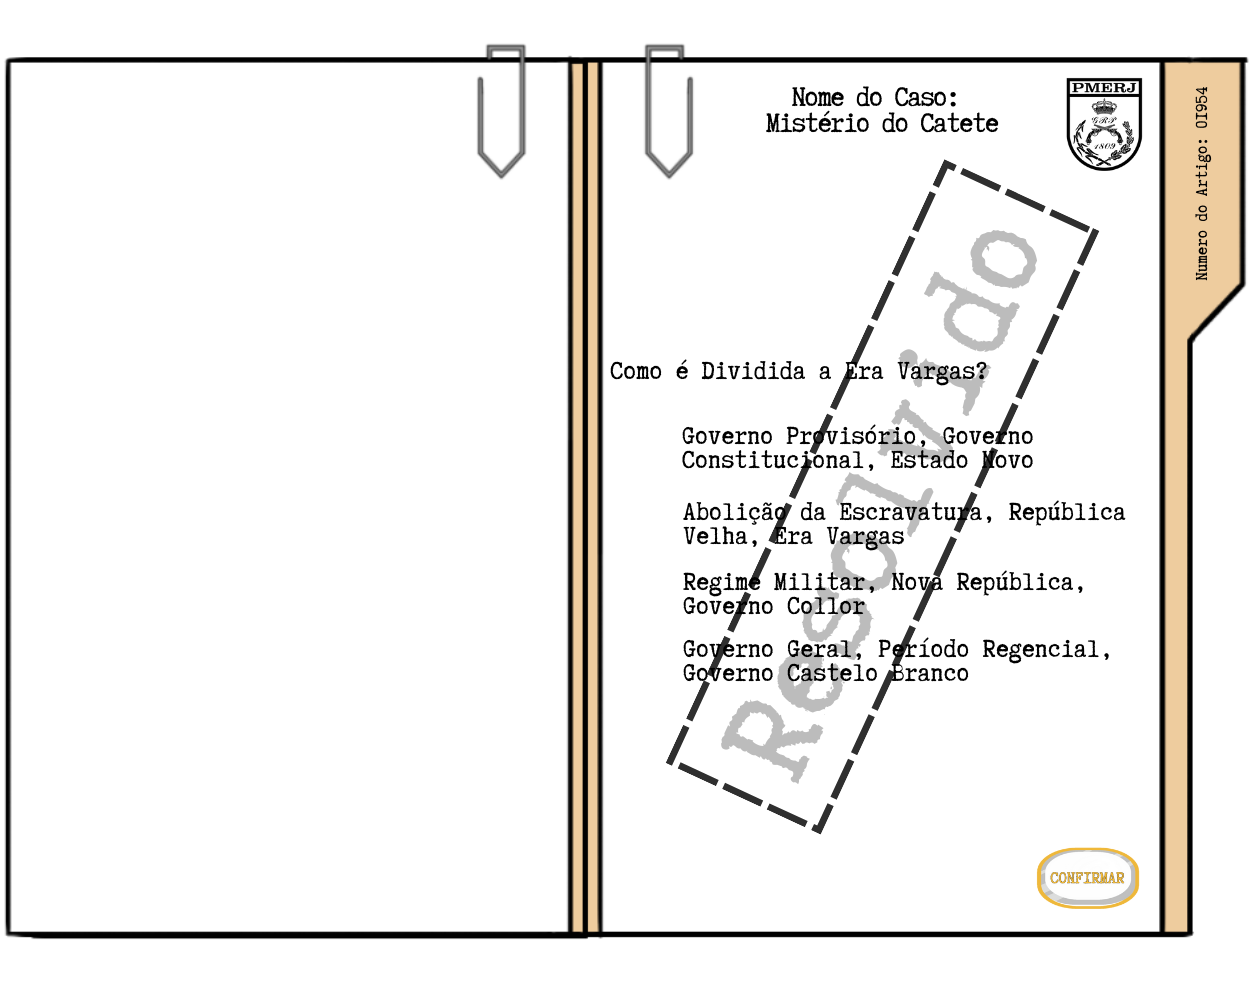 Nome do Caso:
Mistério do Catete
PMERJ
GRP
1809
Numero do Artigo: 0I954
Como é Dividida a Era Vargas?
Governo Provisório, Governo
Constitucional, Estado Novo
Abolição da Escravatura, República
Velha, Era Vargas
Regime Militar, Nova República,
Governo Collor
Governo Geral, Período Regencial,
Governo Castelo Branco
Resolvido
CONFIRMAR